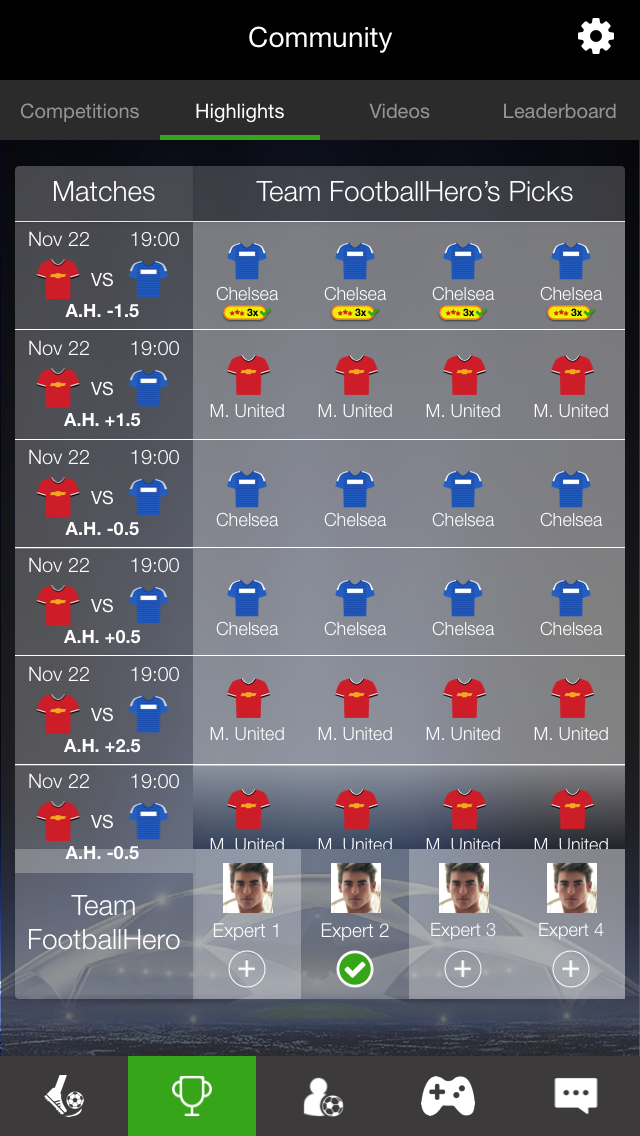 Community
Competitions Highlights Videos Leaderboard
Matches Team FootballHero's Picks
Nov 22 19:00
VS
A.H. -1.5
Chelsea Chelsea Chelsea Chelsea
3x 3x 3x 3x
Nov 22 19:00
VS
A.H. +1.5
M. United M. United M. United M. United
Nov 22 19:00
VS
A.H. -0.5
Chelsea Chelsea Chelsea Chelsea
Nov 22 19:00
VS
A.H. +0.5
Chelsea Chelsea Chelsea Chelsea
Nov 22 19:00
VS
A.H. +2.5
M. United M. United M. United M. United
Nov 22 19:00
VS
A.H. -0.5
M. United M. United M. United M. United
Team
FootballHero
Expert 1 Expert 2 Expert 3 Expert 4